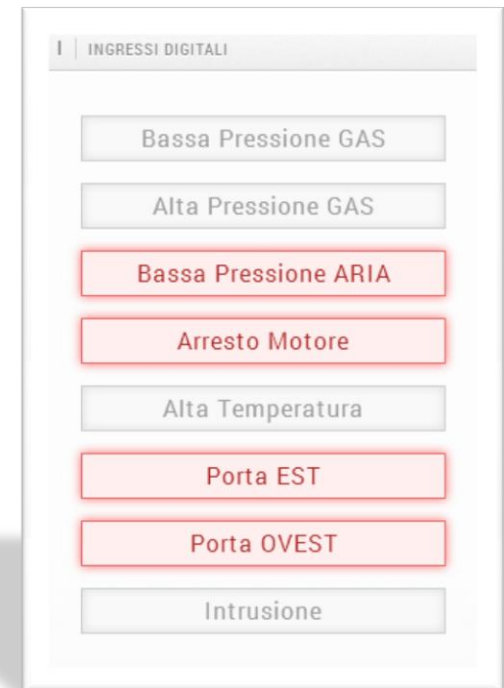 INGRESSI DIGITALI
Bassa Pressione GAS
Alta Pressione GAS
Bassa Pressione ARIA
Arresto Motore
Alta Temperatura
Porta EST
Porta OVEST
Intrusione